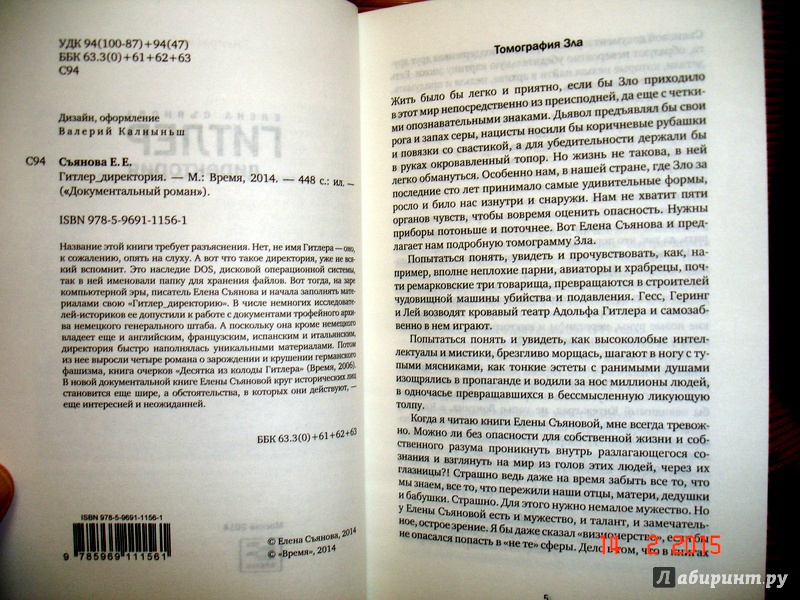 УДК 94(100-87)+94(47)
ББК 63.3(0)+61+62+63
С94
Дизайн, оформление
Валерий Калныньш
С94 Съянова Е. Е.
Гитлер_директория. — М.: Время, 2014. — 448 с.: ил. —
(«Документальный роман»).
ISBN 978-5-9691-1156-1
Название этой книги требует разъяснения. Нет, не имя Гитлера — оно,
к сожалению, опять на слуху. А вот что такое директория, уже не вся-
кий вспомнит. Это наследие DOS, дисковой операционной системы,
так в ней именовали папку для хранения файлов. Вот тогда, на заре
компьютерной эры, писатель Елена Съянова и начала заполнять мате-
риалами свою «Гитлер_директорию». В числе немногих исследовате-
лей-историков ее допустили к работе с документами трофейного архи-
ва немецкого генерального штаба. А поскольку она кроме немецкого
владеет еще и английским, французским, испанским и итальянским,
директория быстро наполнялась уникальными материалами. Потом
из нее выросли четыре романа о зарождении и крушении германского
фашизма, книга очерков «Десятка из колоды Гитлера» (Время, 2006).
В новой документальной книге Елены Съяновой круг исторических лиц
становится еще шире, а обстоятельства, в которых они действуют, —
еще интересней и неожиданней.
ББК 63.3(0)+61+62+63
ISBN 978-5-9691-1156-1
9 785969 111561
© Елена Съянова, 2014
© «Время», 2014
Томография Зла
Жить было бы легко и приятно, если бы Зло приходило
в этот мир непосредственно из преисподней, да еще с четки-
ми опознавательными знаками. Дьявол предъявлял бы свои
рога и запах серы, нацисты носили бы коричневые рубашки
и повязки со свастикой, а для убедительности держали бы
в руках окровавленный топор. Но жизнь не такова, в ней
легко обмануться. Особенно нам, в нашей стране, где Зло за
последние сто лет принимало самые удивительные формы,
росло и било нас изнутри и снаружи. Нам не хватит пяти
органов чувств, чтобы вовремя оценить опасность. Нужны
приборы потоньше и поточнее. Вот Елена Съянова и пред-
лагает нам подробную томограмму Зла.
Попытаться понять, увидеть и прочувствовать, как, на-
пример, вполне неплохие парни, авиаторы и храбрецы, поч-
ти ремарковские три товарища, превращаются в строителей
чудовищной машины убийства и подавления. Гесс, Геринг
и Лей возводят кровавый театр Адольфа Гитлера и самозаб-
венно в нем играют.
Попытаться понять и увидеть, как высоколобые интел-
лектуалы и мистики, брезгливо морщась, шагают в ногу с ту-
пыми мясниками, как тонкие эстеты с ранимыми душами
изощрялись в пропаганде и водили за нос миллионы людей,
в одночасье превращавшихся в бессмысленную ликующую
толпу.
Когда я читаю книги Елены Съяновой, мне всегда тревож-
но. Можно ли без опасности для собственной жизни и соб-
ственного разума проникнуть внутрь разлагающегося со-
знания и взглянуть на мир из голов этих людей, через их
глазницы?! Страшно ведь даже на время забыть все то, что
мы знаем, все то, что пережили наши отцы, матери, дедушки
и бабушки. Страшно. Для этого нужно немалое мужество. Но
у Елены Съяновой есть и мужество, и талант, и замечатель-
ное, острое зрение. Я бы даже сказал «визионерство», если бы
не опасался попасть в «не те» сферы. Дело в том, что в книгах
5
14 2 2015
Лабиринт.ру